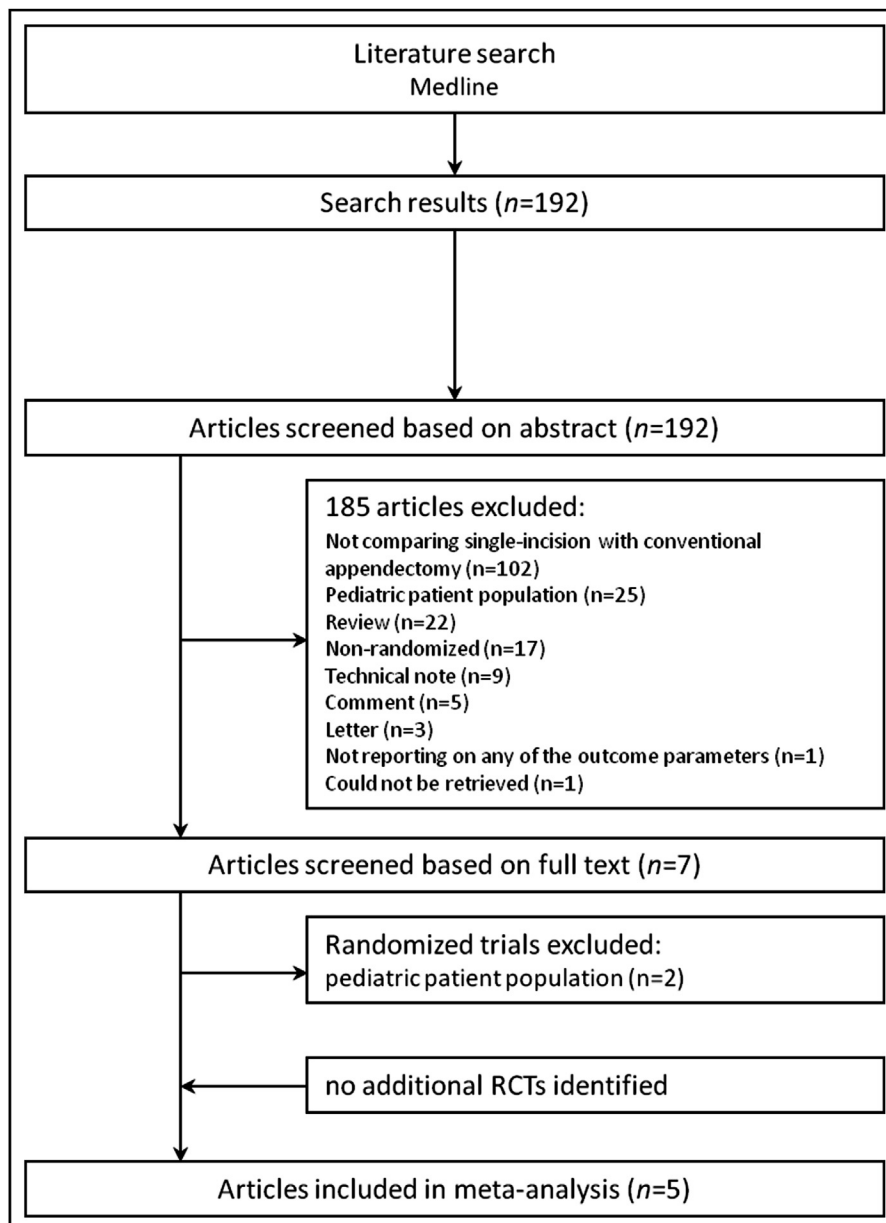 Literature search
Medline
Search results (n=192)
Articles screened based on abstract (n=192)
185 articles excluded:
Not comparing single-incision with conventional
appendectomy (n=102)
Pediatric patient population (n=25)
Review (n=22)
Non-randomized (n=17)
Technical note (n=9)
Comment (n=5)
Letter (n=3)
Not reporting on any of the outcome parameters (n=1)
Could not be retrieved (n=1)
Articles screened based on full text (n=7)
Randomized trials excluded:
pediatric patient population (n=2)
no additional RCTs identified
Articles included in meta-analysis (n=5)